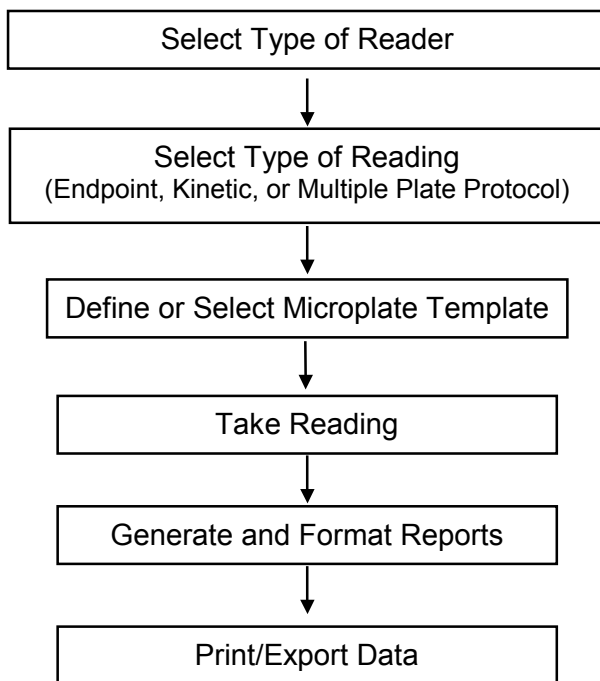 Select Type of Reader
Select Type of Reading
(Endpoint, Kinetic, or Multiple Plate Protocol)
Define or Select Microplate Template
Take Reading
Generate and Format Reports
Print/Export Data